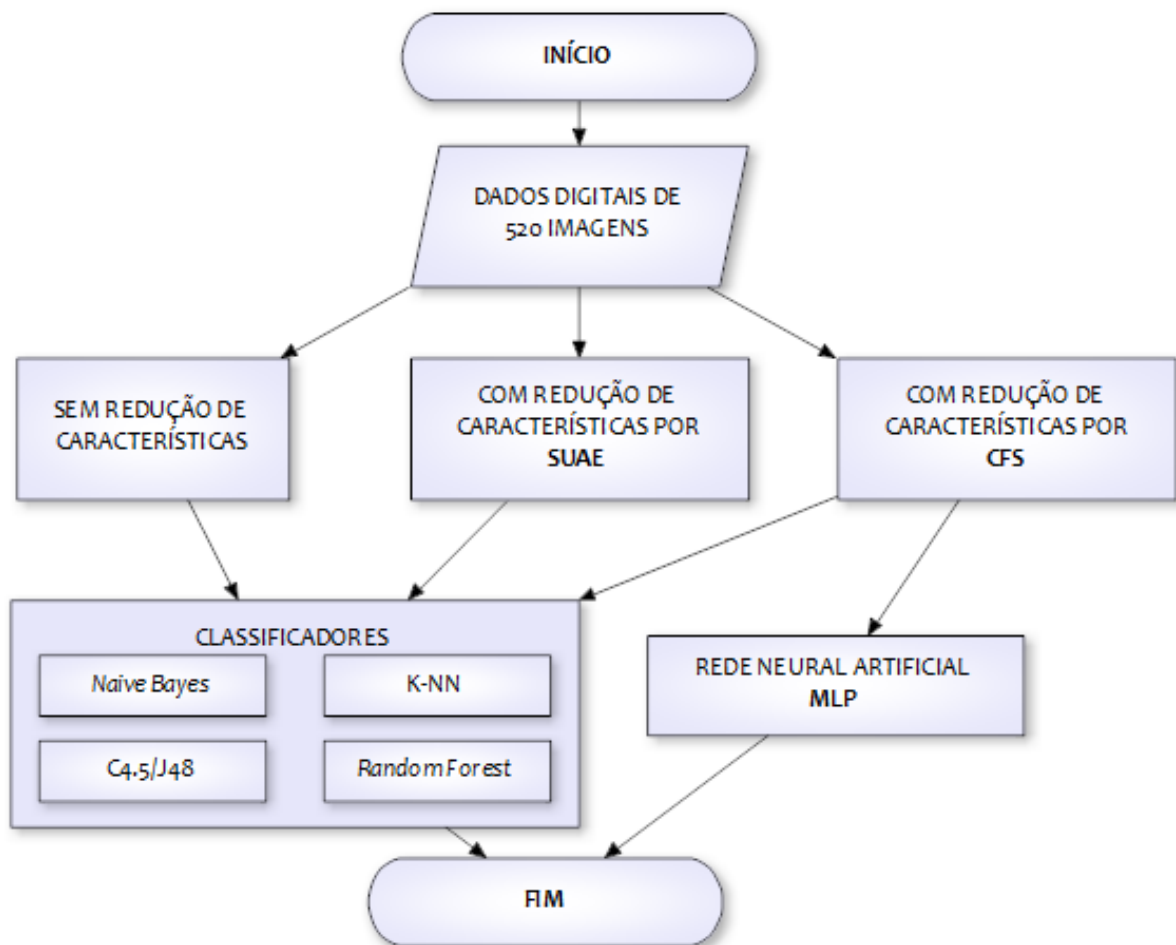 INÍCIO
DADOS DIGITAIS DE
520 IMAGENS
SEM REDUÇÃO DE
CARACTERÍSTICAS
COM REDUÇÃO DE
CARACTERÍSTICAS POR
SUAE
COM REDUÇÃO DE
CARACTERÍSTICAS POR
CFS
CLASSIFICADORES
Naive Bayes
K-NN
C4.5/J48
Random Forest
REDE NEURAL ARTIFICIAL
MLP
FIM